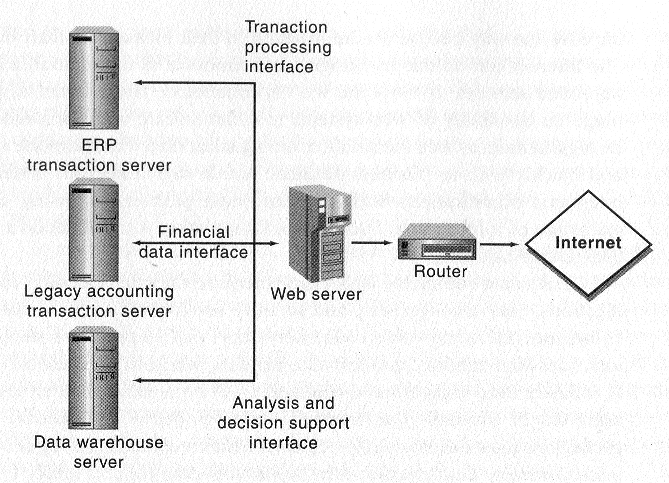 Tranaction
processing
interface
ERP
transaction server
Financial
data interface
Legacy accounting
transaction server
Web server
Router
Internet
Analysis and
decision support
interface
Data warehouse
server